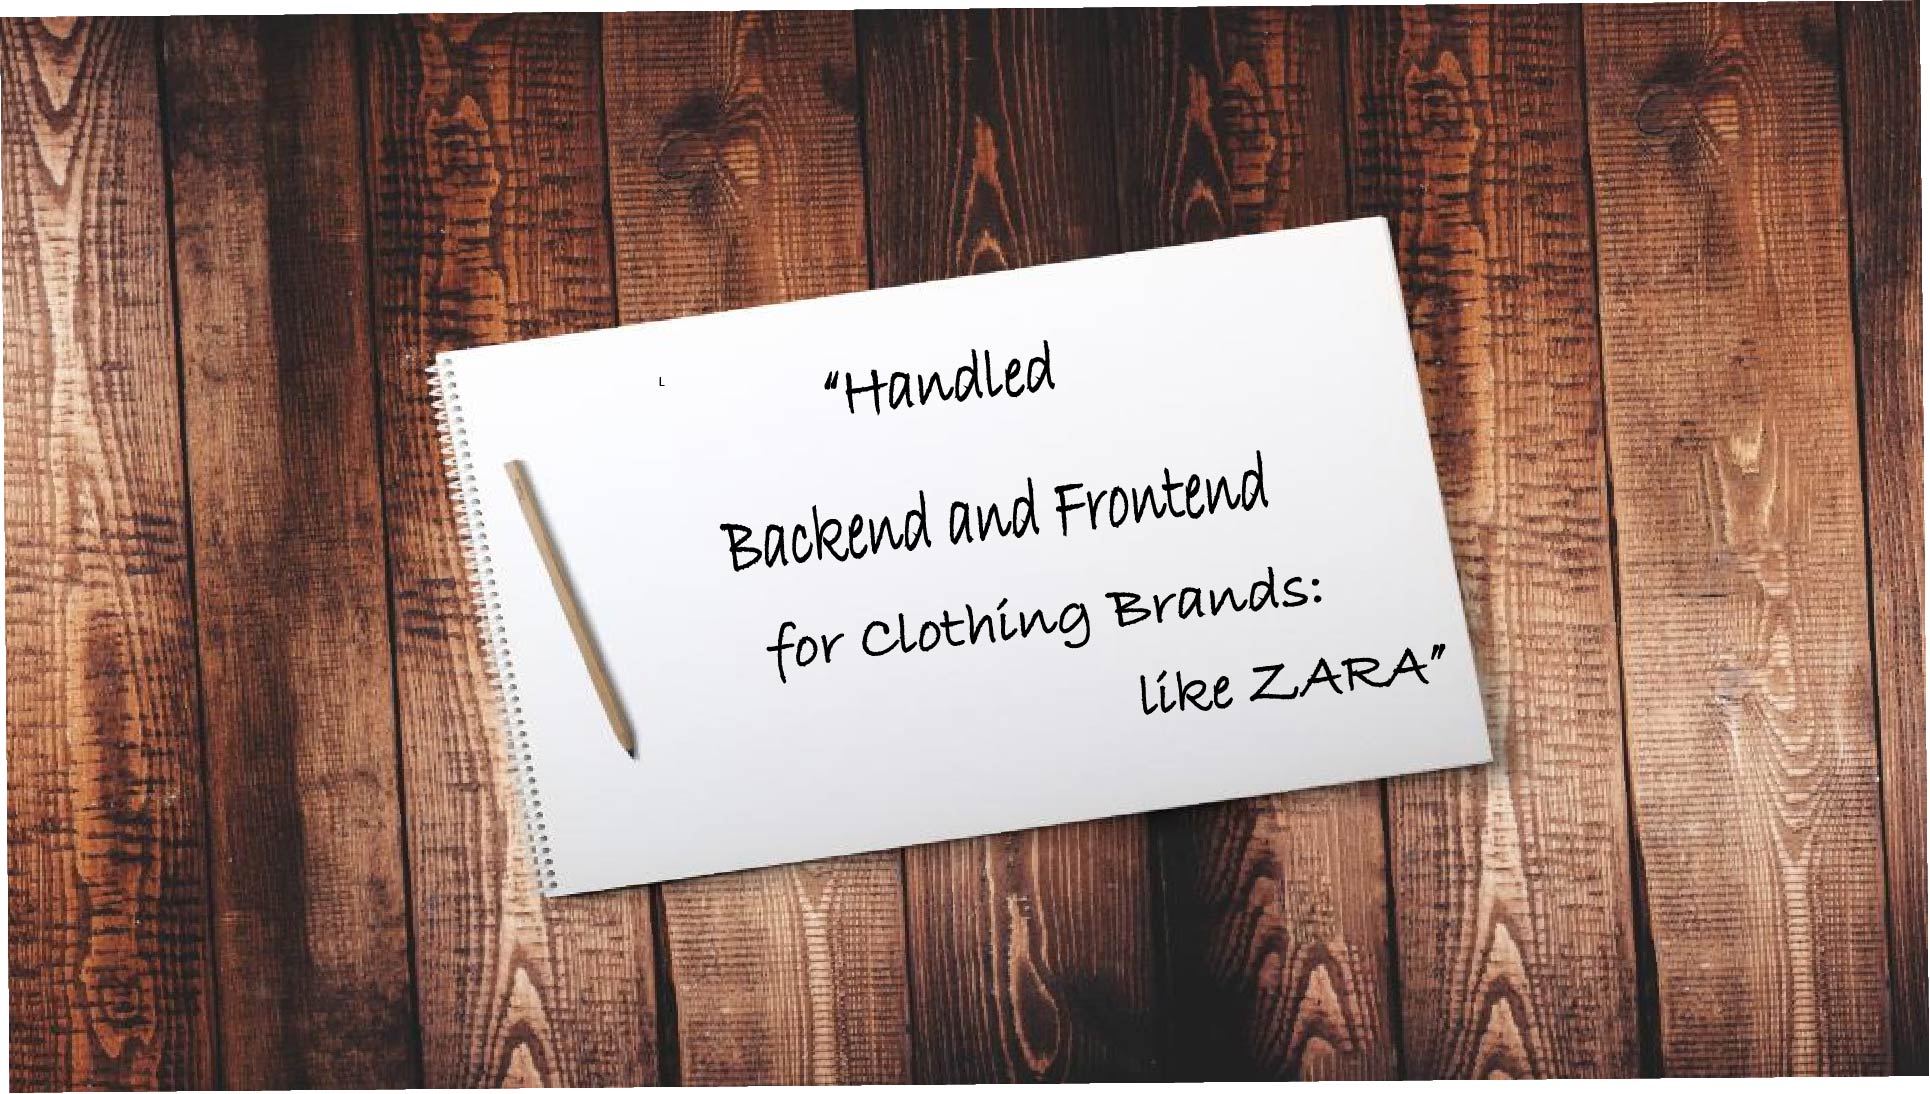 L
“Handled
Backend and Frontend
for Clothing Brands:
like ZARA”